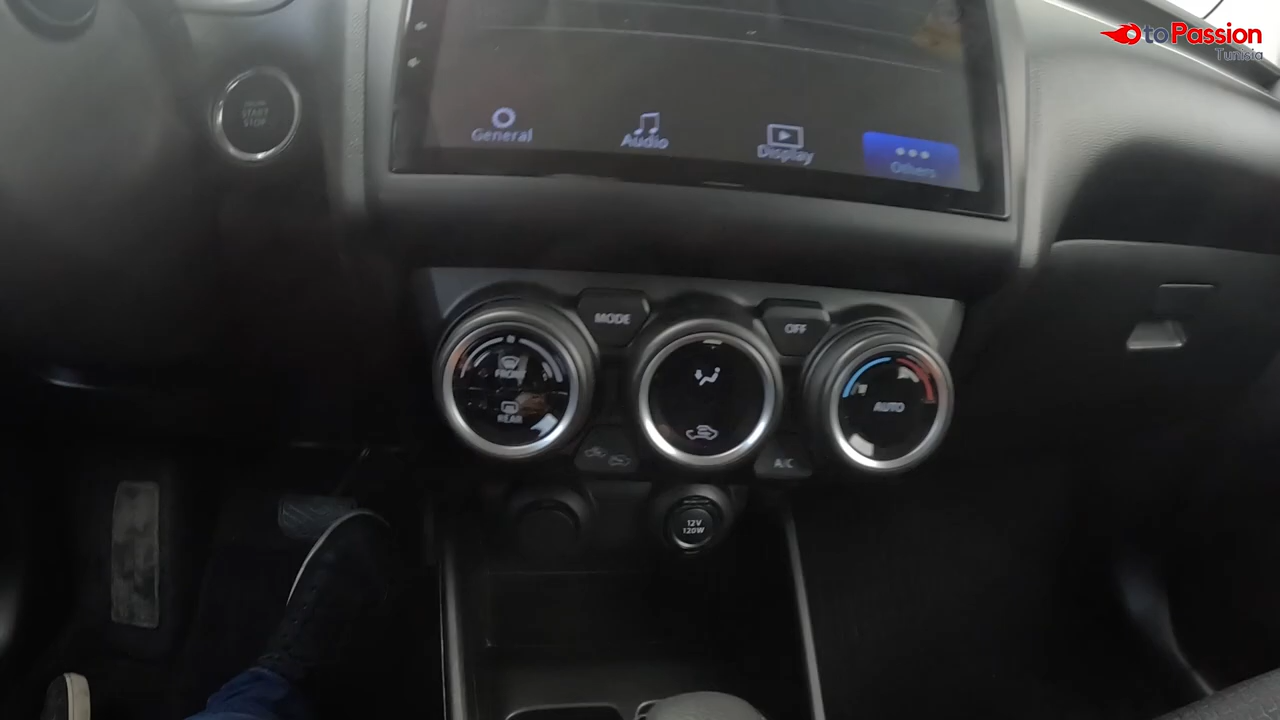 toPassion
Tunisia
START
STOP
General
Audio
Display
Others
MODE
OFF
FRONT
REAR
AUTO
A/C
12V
120W